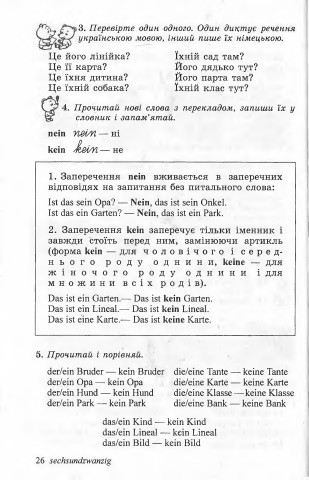 3. Перевірте один одного. Один диктує речення
українською мовою, інший пише їх німецькою.
Це його лінійка? Їхній сад там?
Це її карта? Його дядько тут?
Це їхня дитина? Його парта там?
Це їхній собака? Їхній клас тут?
4. Прочитай нові слова з перекладом, запиши їх у
словник і запам'ятай.
nein nein — ні
kein kein — не
1. Заперечення nein вживається в заперечних
відповідях на запитання без питального слова:
Ist das sein Opa? — Nein, das ist sein Onkel.
Ist das ein Garten? — Nein, das ist ein Park.
2. Заперечення kein заперечує тільки іменник і
завжди стоїть перед ним, замінюючи артикль
(форма kein — для чоловічого і серед-
нього роду однини, keine — для
жіночого роду однини і для
множини всіх родів).
Das ist ein Garten.— Das ist kein Garten.
Das ist ein Lineal.— Das ist kein Lineal.
Das ist eine Karte.— Das ist keine Karte.
5. Прочитай і порівняй.
der/ein Bruder — kein Bruder die/eine Tante — keine Tante
der/ein Opa — kein Opa die/eine Karte — keine Karte
der/ein Hund — kein Hund die/eine Klasse — keine Klasse
der/ein Park — kein Park die/eine Bank — keine Bank
das/ein Kind — kein Kind
das/ein Lineal — kein Lineal
das/ein Bild — kein Bild
26 sechsundzwanzig